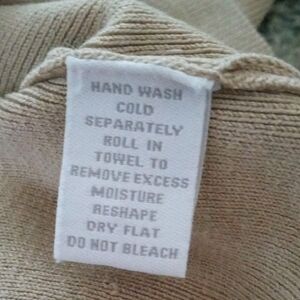 HAND WASH
COLD
SEPARATELY
ROLL IN
TOWEL TO
REMOVE EXCESS
MOISTURE
RESHAPE
DRY FLAT
DO NOT BLEACH